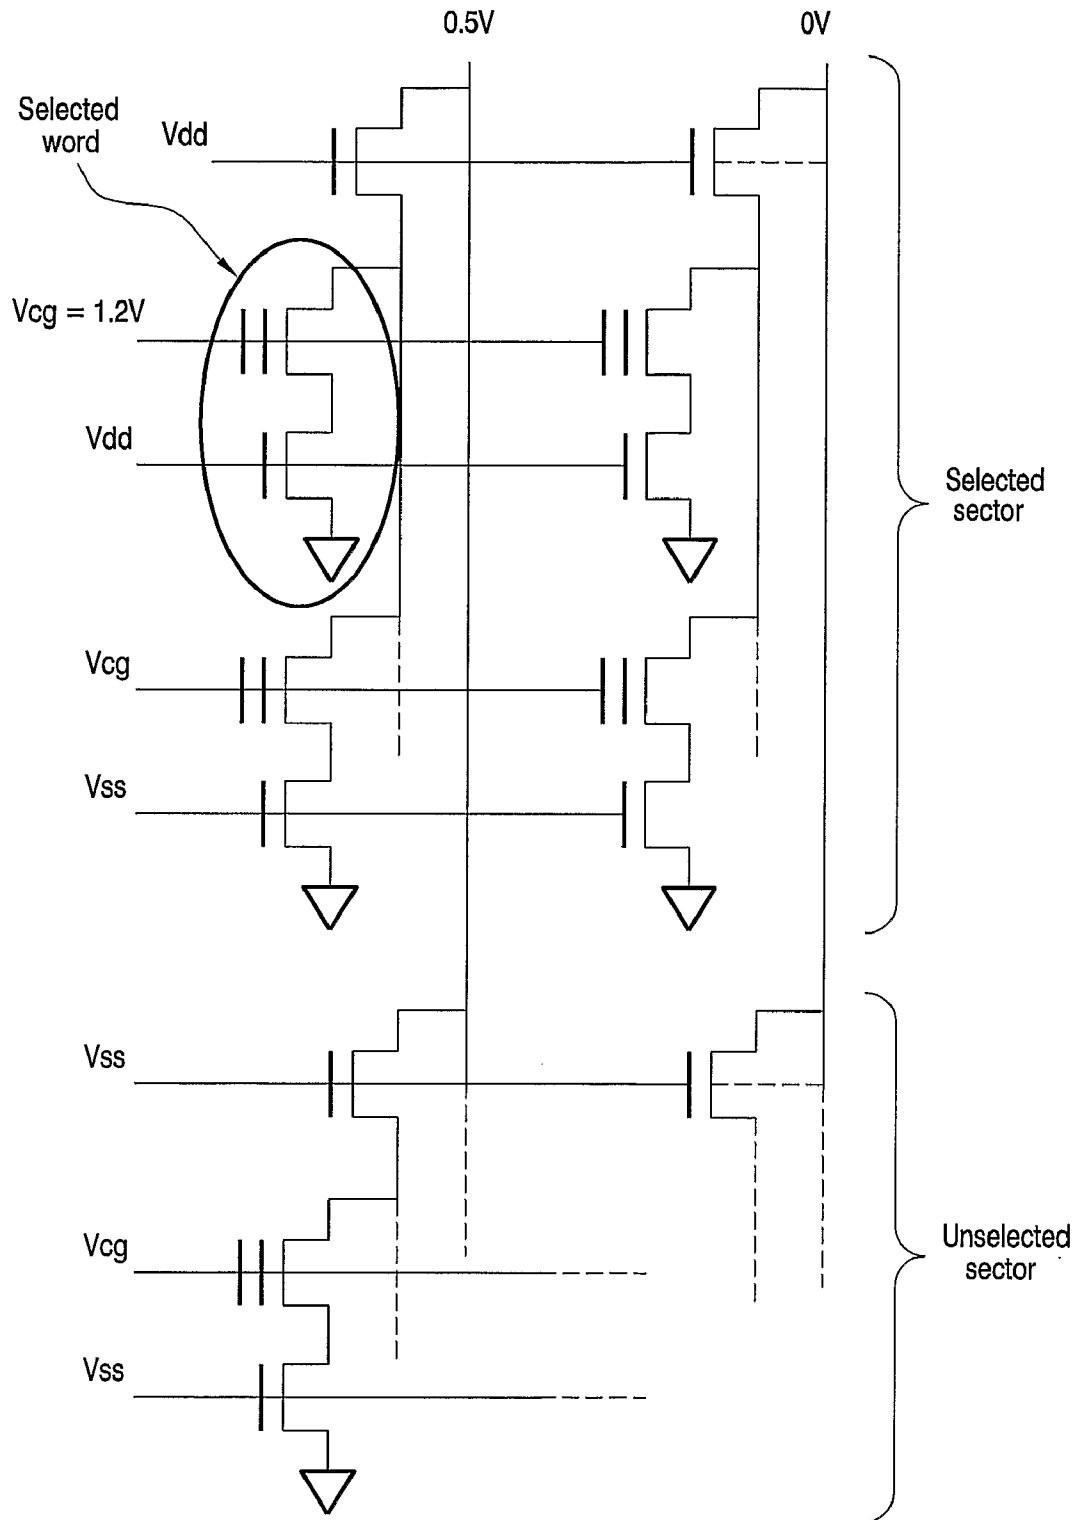 0.5V
0V
Selected
word
Vdd
Vcg = 1.2V
Vdd
Selected
sector
Vcg
Vss
Vss
Unselected
sector
Vcg
Vss